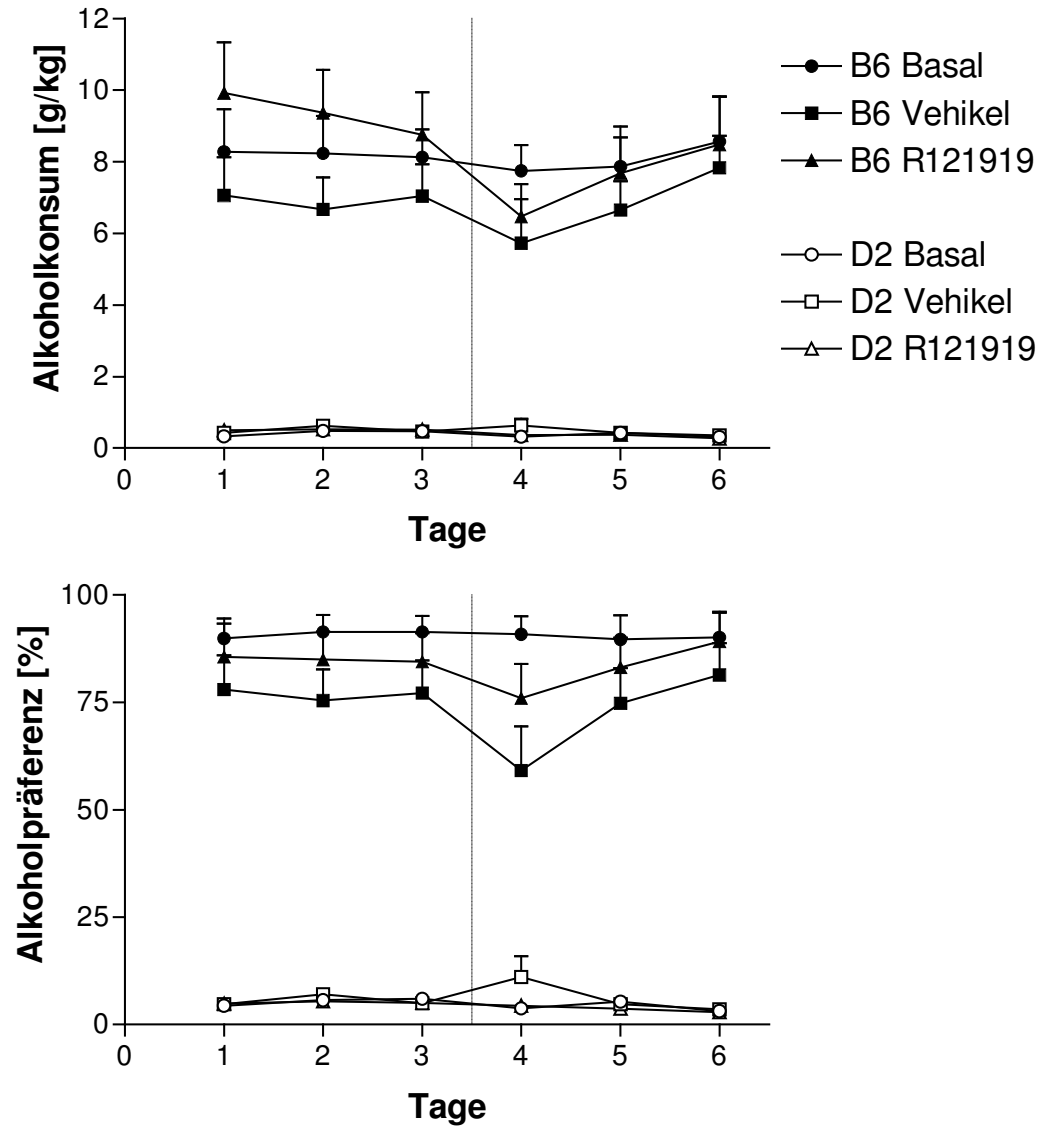 Alkoholkonsum [g/kg]
12
10
8
6
4
2
0
0 1 2 3 4 5 6
Tage
B6 Basal
B6 Vehikel
B6 R121919
D2 Basal
D2 Vehikel
D2 R121919
Alkoholpräferenz [%]
100
75
50
25
0
0 1 2 3 4 5 6
Tage